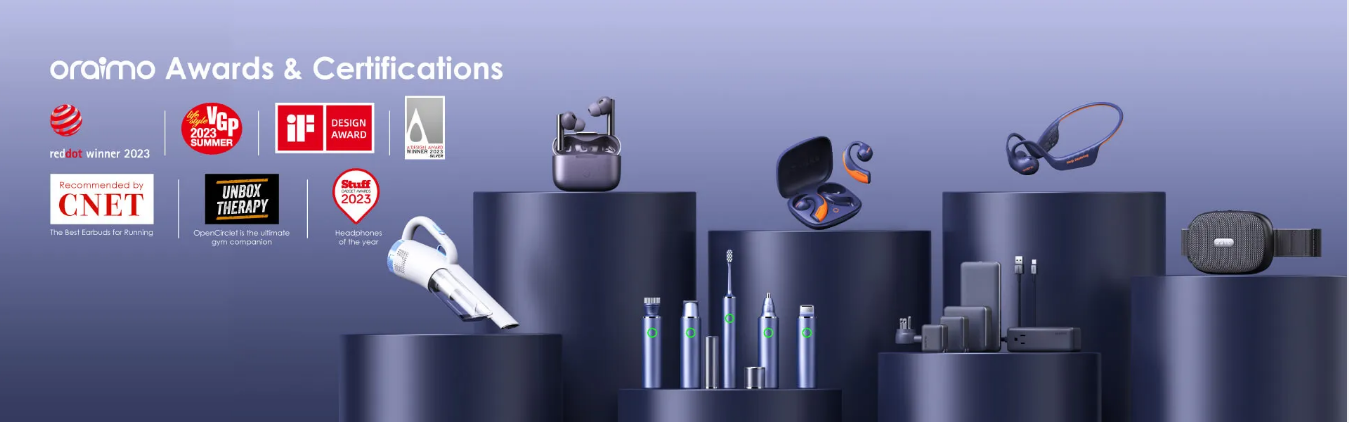 oraimo Awards & Certifications
reddot winner 2023
life style VGP
2023
SUMMER
iF DESIGN
AWARD
A'DESIGN AWARD
WINNER 2023
SILVER
Recommended by
CNET
The Best Earbuds for Running
UNBOX
THERAPY
OpenCirclet is the ultimate
gym companion
Stuff
GADGET AWARDS
2023
Headphones
of the year